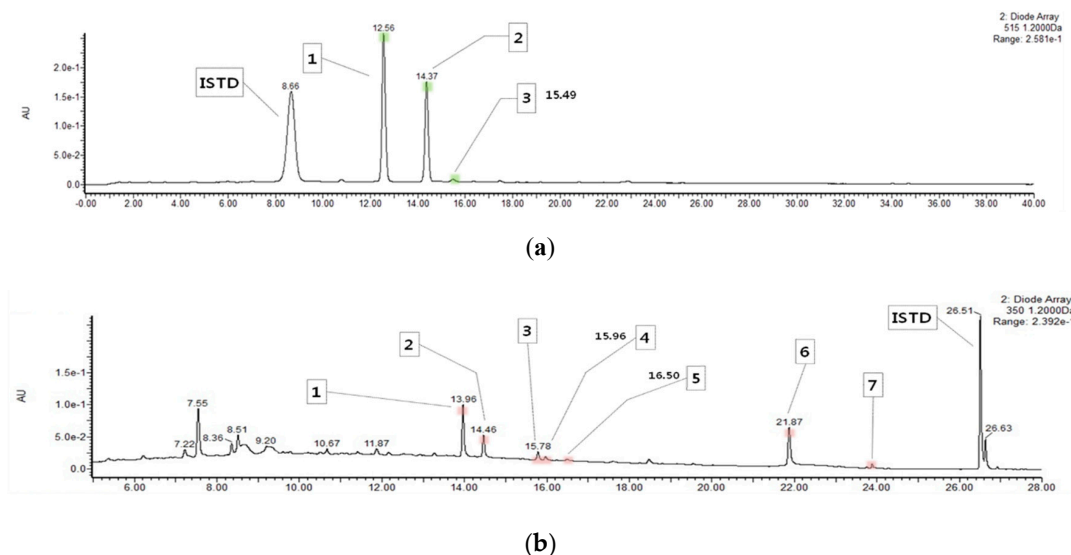 2: Diode Array
515 1.2000Da
Range: 2.581e-1
12.56
1
2
2.0e-1
14.37
ISTD
8.66
3 15.49
1.5e-1
AU
1.0e-1
5.0e-2
0.0
-0.00 2.00 4.00 6.00 8.00 10.00 12.00 14.00 16.00 18.00 20.00 22.00 24.00 26.00 28.00 30.00 32.00 34.00 36.00 38.00 40.00
(a)
2: Diode Array
350 1.2000Da
Range: 2.392e-1
ISTD 26.51
3 15.96 4
2
16.50 5
6
7
1
1.5e-1
AU
1.0e-1
5.0e-2
0.0
7.55
13.96
14.46
21.87
7.22 8.36 8.51 9.20 10.67 11.87 15.78 26.63
6.00 8.00 10.00 12.00 14.00 16.00 18.00 20.00 22.00 24.00 26.00 28.00
(b)